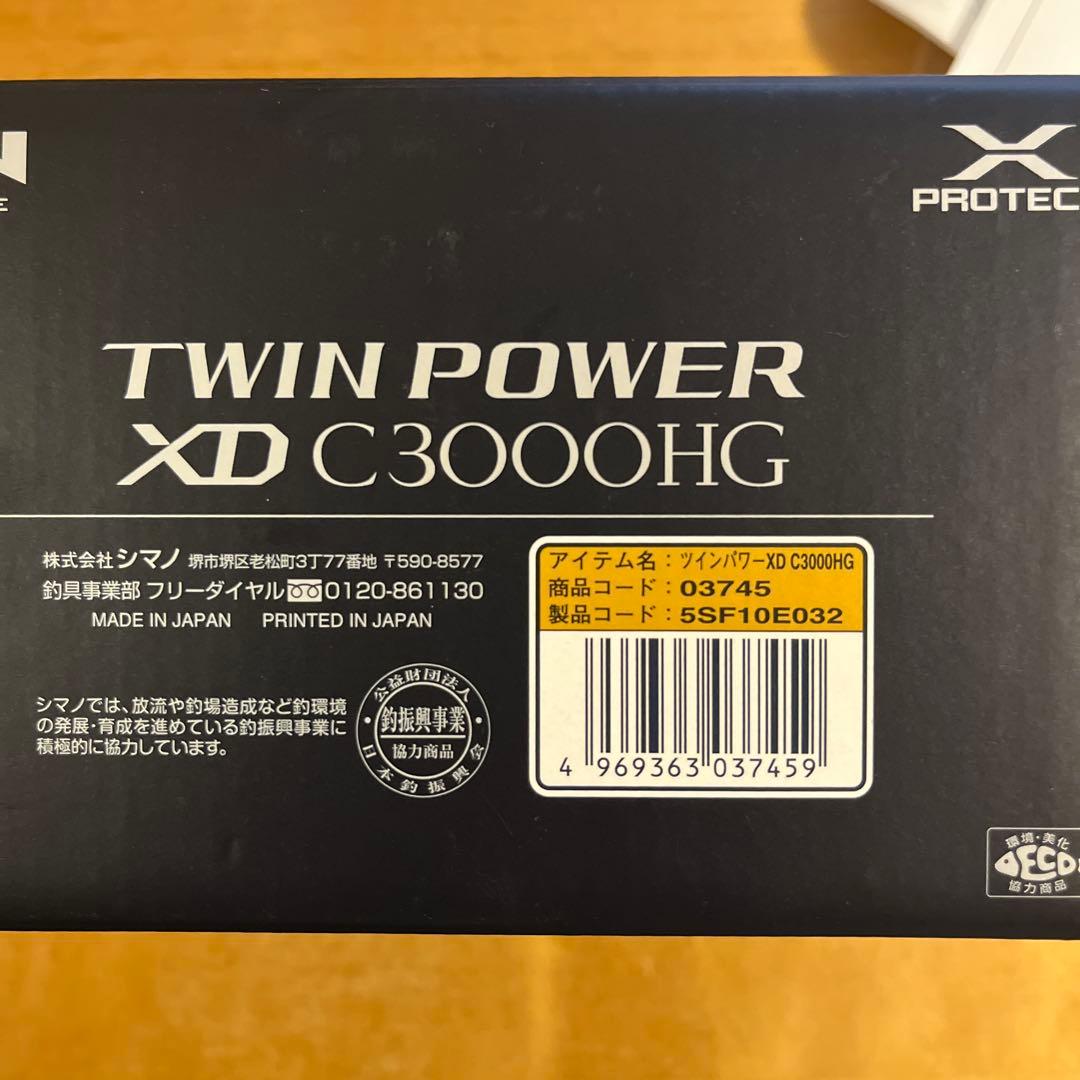 N
E
X
PROTEC
TWIN POWER
XD C3000HG
株式会社シマノ 堺市堺区老松町3丁77番地 〒590-8577
釣具事業部 フリーダイヤル 0120-861130
MADE IN JAPAN PRINTED IN JAPAN
アイテム名：ツインパワーXD C3000HG
商品コード：03745
製品コード：5SF10E032
4 969363 037459
シマノでは、放流や釣場造成など釣環境
の発展・育成を進めている釣振興事業に
積極的に協力しています。
公益財団法人
釣振興事業
協力商品
日本釣振興会
環境・美化
DECO
協力商品